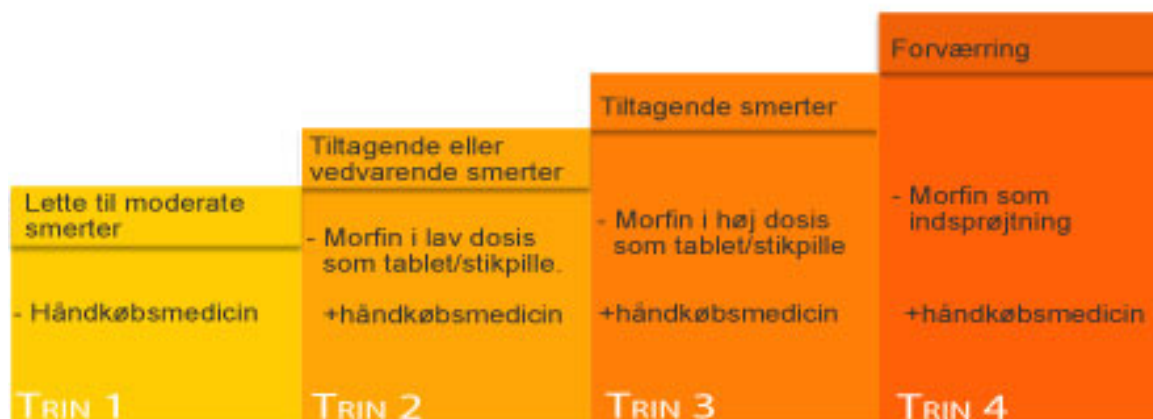 Lette til moderate
smerter
- Håndkøbsmedicin
TRIN 1
Tiltagende eller
vedvarende smerter
- Morfin i lav dosis
som tablet/stikpille.
+håndkøbsmedicin
TRIN 2
Tiltagende smerter
- Morfin i høj dosis
som tablet/stikpille
+håndkøbsmedicin
TRIN 3
Forværring
- Morfin som
indsprøjtning
+håndkøbsmedicin
TRIN 4